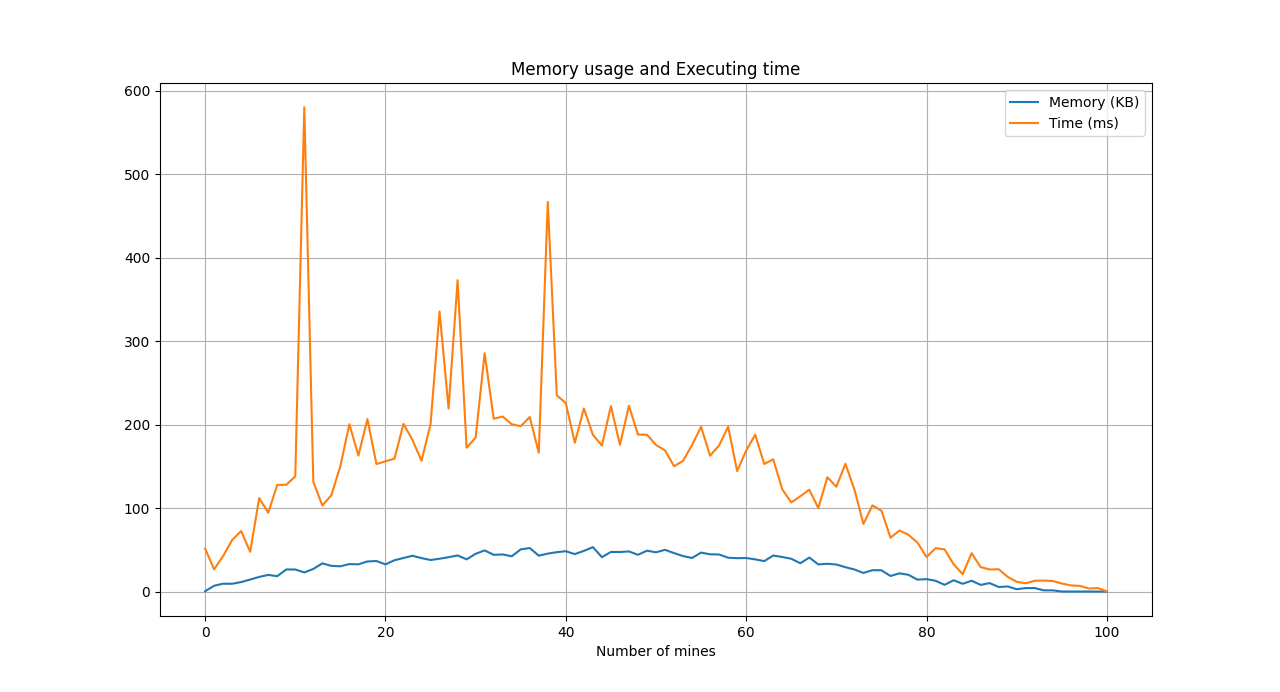 Memory usage and Executing time
600
500
400
300
200
100
0
Memory (KB)
Time (ms)
0 20 40 60 80 100
Number of mines